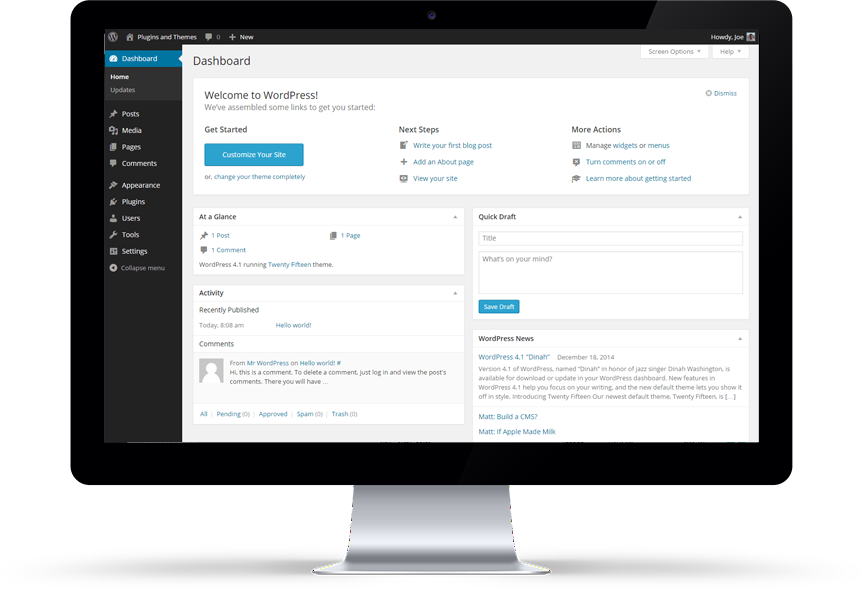 Plugins and Themes 0 + New Howdy, Joe
Dashboard
Home
Updates
Posts
Media
Pages
Comments
Appearance
Plugins
Users
Tools
Settings
Collapse menu
Screen Options Help
Dashboard
Welcome to WordPress!
We've assembled some links to get you started:
Dismiss
Get Started
Customize Your Site
or, change your theme completely
Next Steps
Write your first blog post
Add an About page
View your site
More Actions
Manage widgets or menus
Turn comments on or off
Learn more about getting started
At a Glance
1 Post 1 Page
1 Comment
WordPress 4.1 running Twenty Fifteen theme.
Activity
Recently Published
Today, 8:08 am Hello world!
Comments
From Mr WordPress on Hello world! #
Hi, this is a comment. To delete a comment, just log in and view the post's
comments. There you will have …
All | Pending (0) | Approved | Spam (0) | Trash (0)
Quick Draft
Title
What's on your mind?
Save Draft
WordPress News
WordPress 4.1 "Dinah" December 18, 2014
Version 4.1 of WordPress, named "Dinah" in honor of jazz singer Dinah Washington, is
available for download or update in your WordPress dashboard. New features in
WordPress 4.1 help you focus on your writing, and the new default theme lets you show it
off in style. Introducing Twenty Fifteen Our newest default theme, Twenty Fifteen, is […]
Matt: Build a CMS?
Matt: If Apple Made Milk